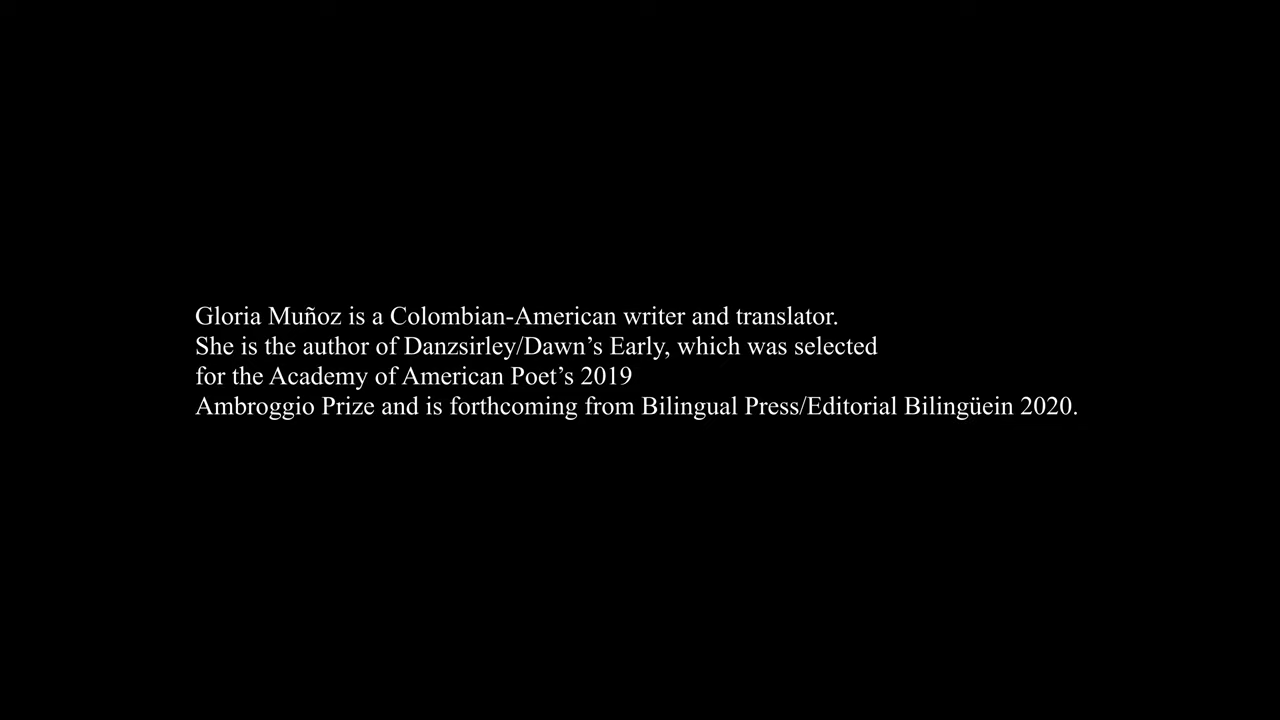 Gloria Muñoz is a Colombian-American writer and translator.
She is the author of Danzsirley/Dawn’s Early, which was selected
for the Academy of American Poet’s 2019
Ambroggio Prize and is forthcoming from Bilingual Press/Editorial Bilingüein 2020.